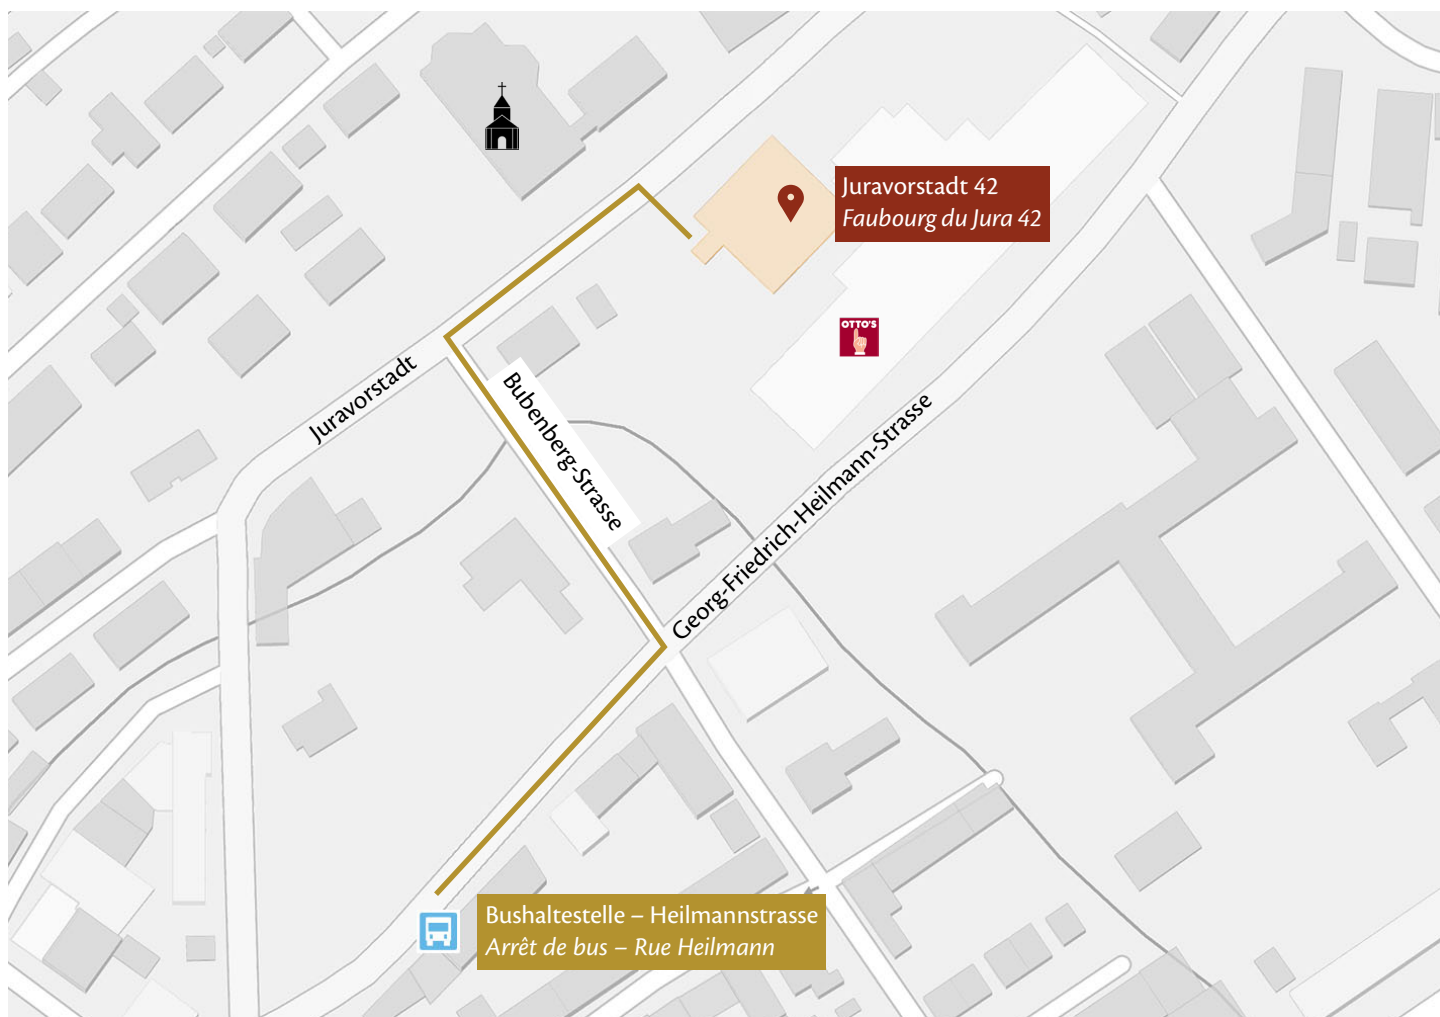 Juravorstadt 42
Faubourg du Jura 42
OTTO'S
Juravorstadt
Bubenberg-Strasse
Georg-Friedrich-Heilmann-Strasse
Bushaltestelle – Heilmannstrasse
Arrêt de bus – Rue Heilmann